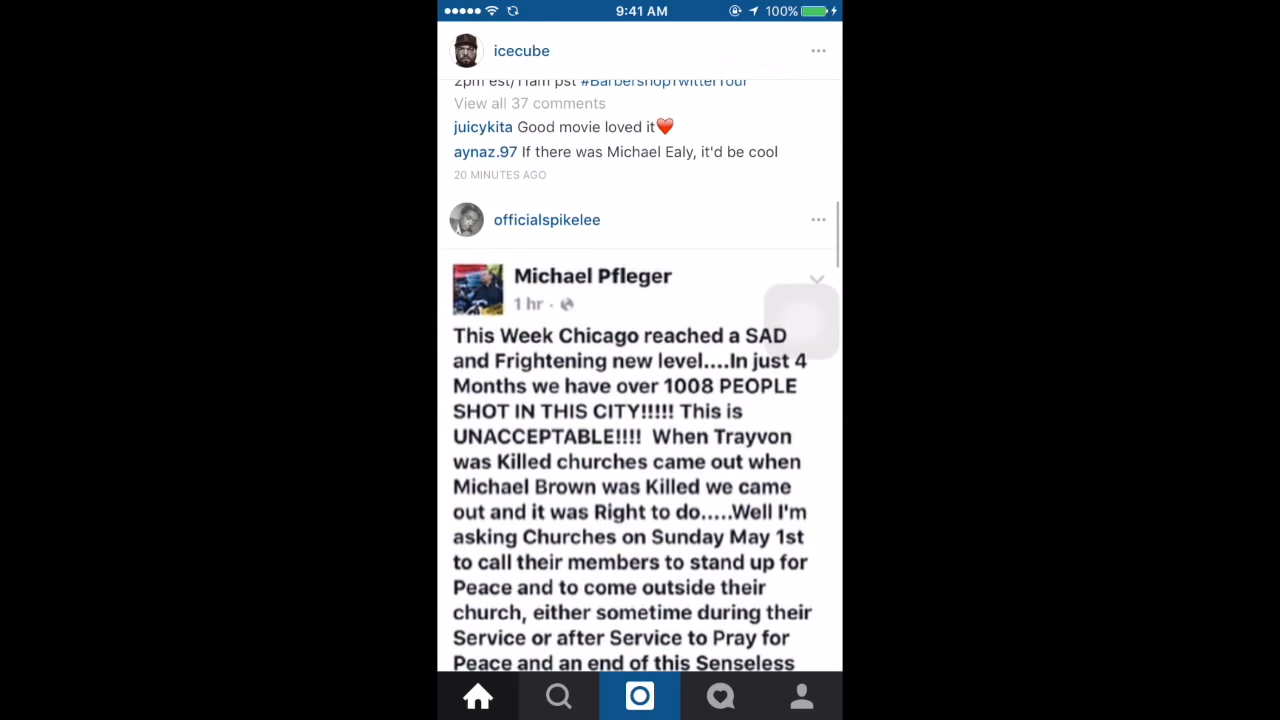 9:41 AM 100%
icecube
2pm est/11am pst #BarbershopTwitterTour
View all 37 comments
juicykita Good movie loved it❤️
aynaz.97 If there was Michael Ealy, it'd be cool
20 MINUTES AGO
officialspikelee
Michael Pfleger
1 hr ·
This Week Chicago reached a SAD
and Frightening new level....In just 4
Months we have over 1008 PEOPLE
SHOT IN THIS CITY!!!!! This is
UNACCEPTABLE!!!! When Trayvon
was Killed churches came out when
Michael Brown was Killed we came
out and it was Right to do.....Well I'm
asking Churches on Sunday May 1st
to call their members to stand up for
Peace and to come outside their
church, either sometime during their
Service or after Service to Pray for
Peace and an end of this Senseless